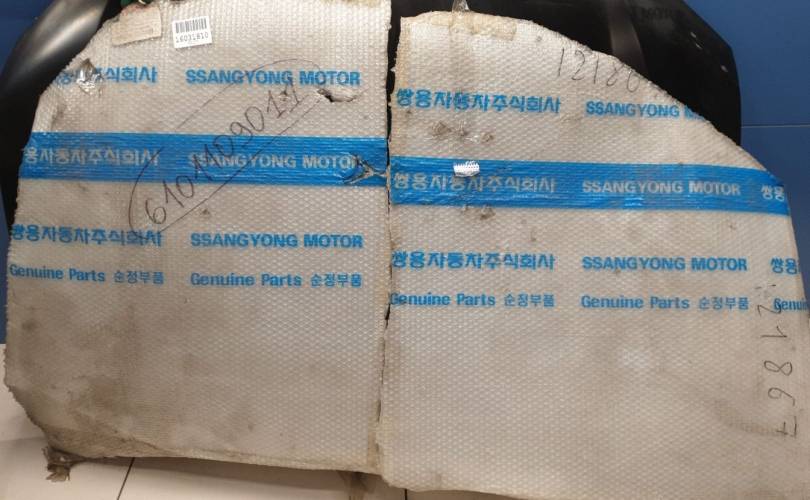 16031810
자동차주식회사 SSANGYONG MOTOR
용자동차주식회사 SSANGYONG MOTOR
쌍용자동차주식회사 SSANGYONG MOTOR
Genuine Parts 순정부품 Genuine Parts 순정부품
12186
쌍용자동차주식회사 SSANGYONG M
쌍용자동차주식회사 SSANGYONG MOTOR 쌍용
쌍용자동차주식회사 SSANGYONG MOTOR 쌍용
Genuine Parts 순정부품 Genuine Parts 순정부품 Genuin
21867